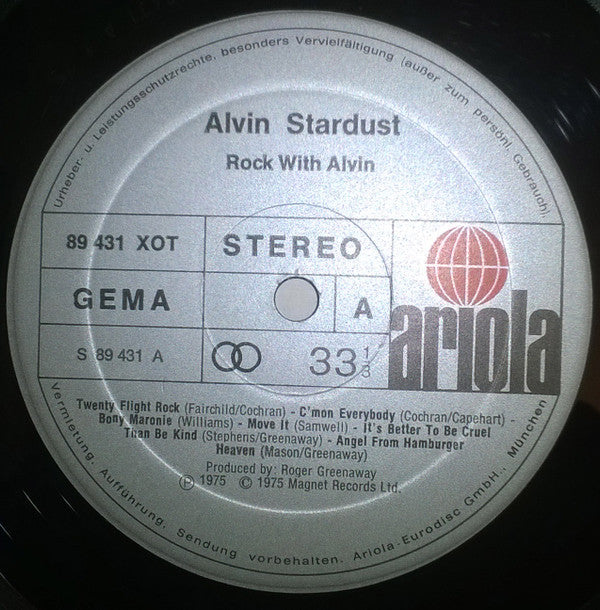 Urheber- u. Leistungsschutzrechte, besonders Vervielfältigung (außer zum persönl. Gebrauch),
Alvin Stardust
Rock With Alvin
89 431 XOT
STEREO
GEMA
A
ariola
S 89 431 A
33 1/3
Twenty Flight Rock (Fairchild/Cochran) - C'mon Everybody (Cochran/Capehart) -
Bony Maronie (Williams) - Move It (Samwell) - It's Better To Be Cruel
Than Be Kind (Stephens/Greenaway) - Angel From Hamburger
Heaven (Mason/Greenaway)
Produced by: Roger Greenaway
Ⓟ 1975 © 1975 Magnet Records Ltd.
Vermietung, Aufführung, Sendung vorbehalten. Ariola-Eurodisc GmbH., München